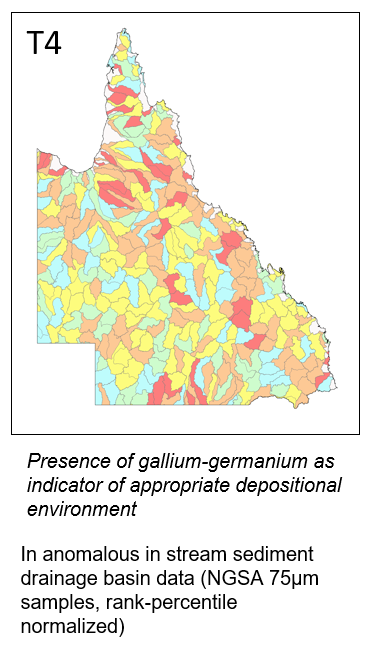 T4
Presence of gallium-germanium as
indicator of appropriate depositional
environment
In anomalous in stream sediment
drainage basin data (NGSA 75µm
samples, rank-percentile
normalized)